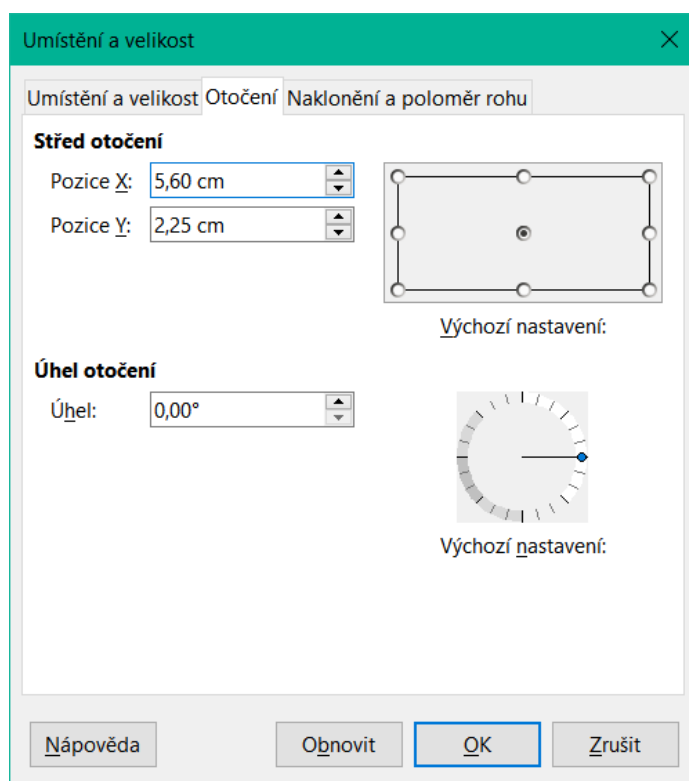 Umístění a velikost
Umístění a velikost Otočení Naklonění a poloměr rohu
Střed otočení
Pozice X: 5,60 cm
Pozice Y: 2,25 cm
Výchozí nastavení:
Úhel otočení
Úhel: 0,00°
Výchozí nastavení:
Nápověda Obnovit OK Zrušit